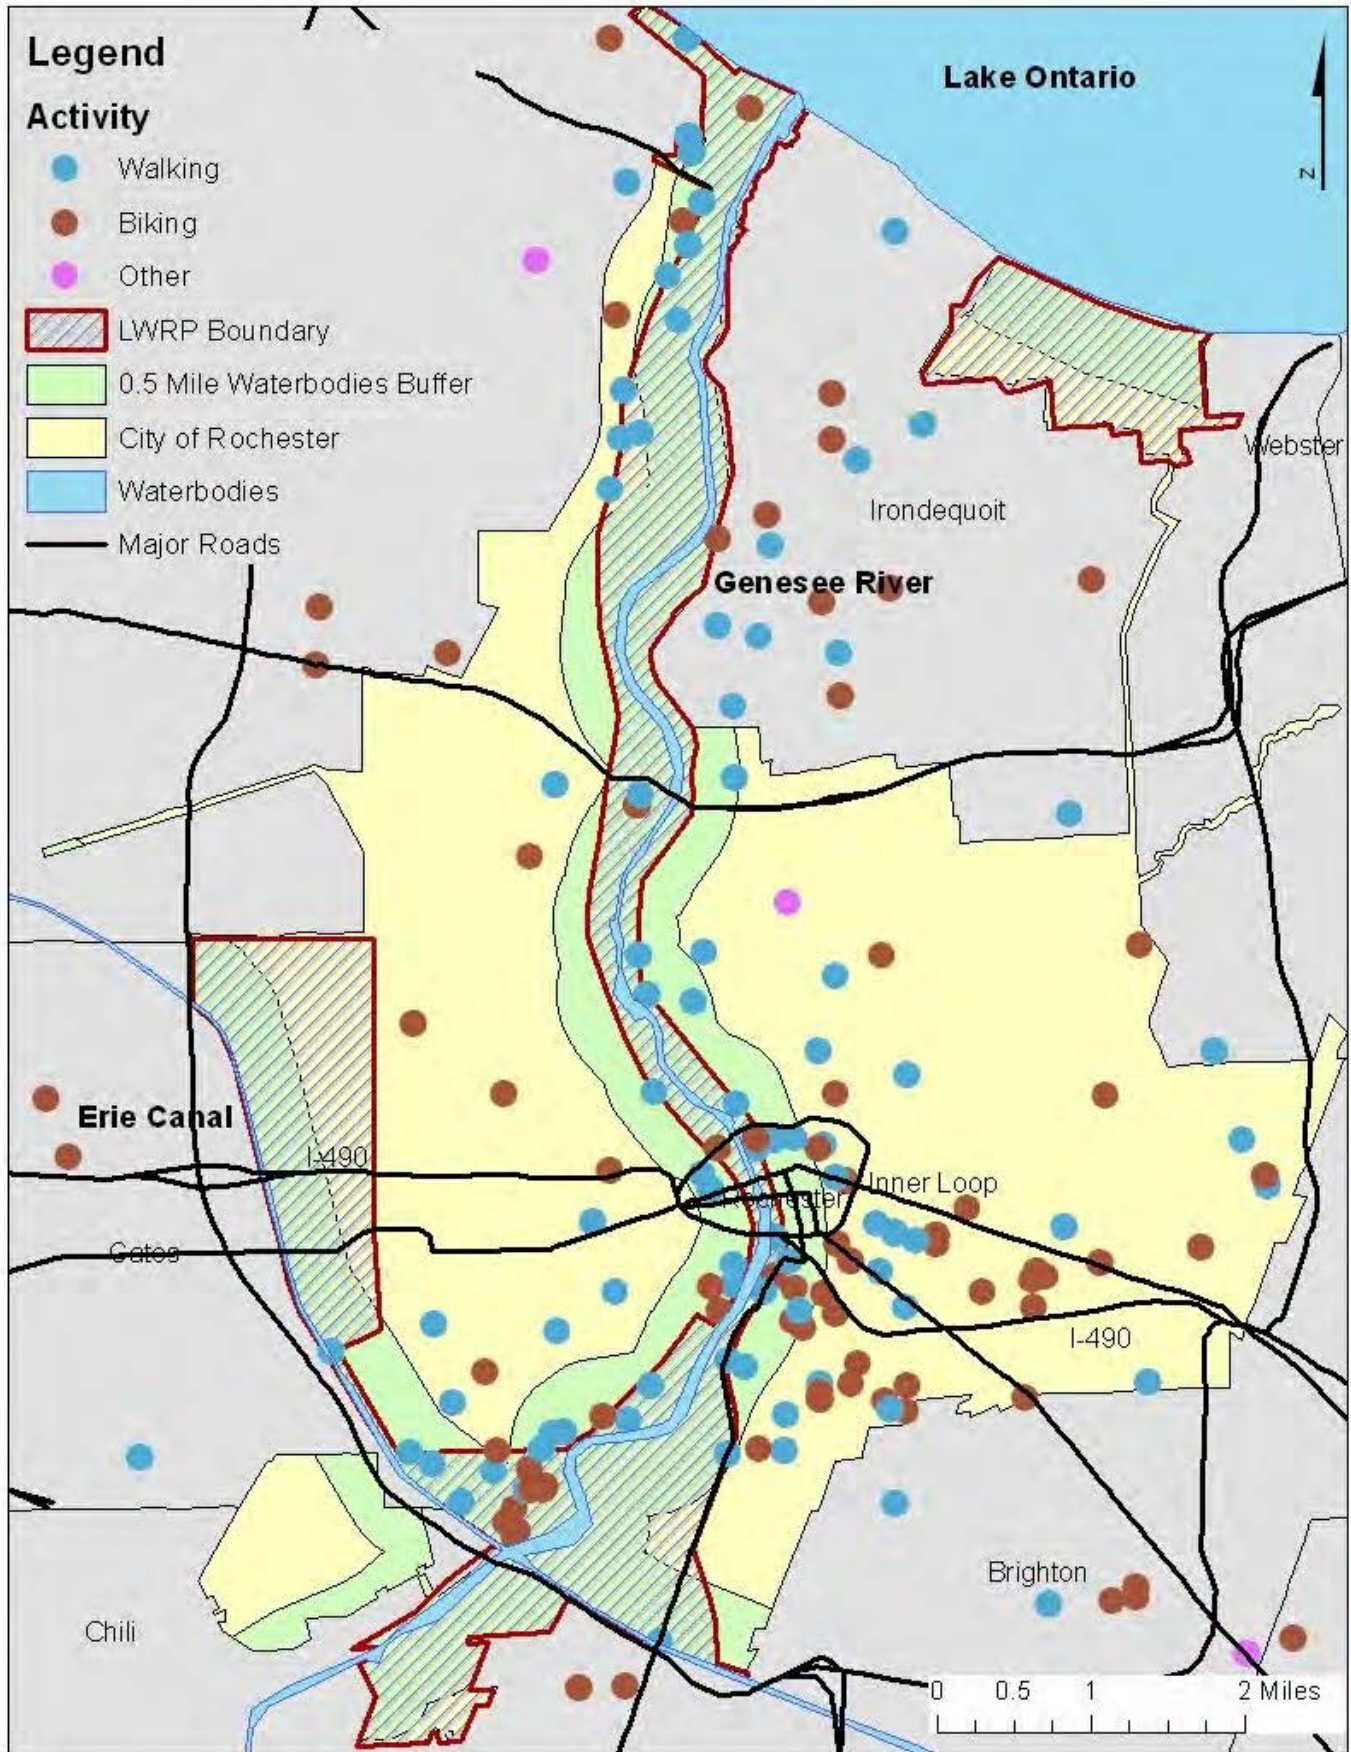 Legend
Activity
Walking
Biking
Other
LWRP Boundary
0.5 Mile Waterbodies Buffer
City of Rochester
Waterbodies
Major Roads
Lake Ontario
N
Webster
Irondequoit
Genesee River
Erie Canal
I-490
Inner Loop
Rochester
Gates
I-490
Brighton
Chili
0 0.5 1 2 Miles